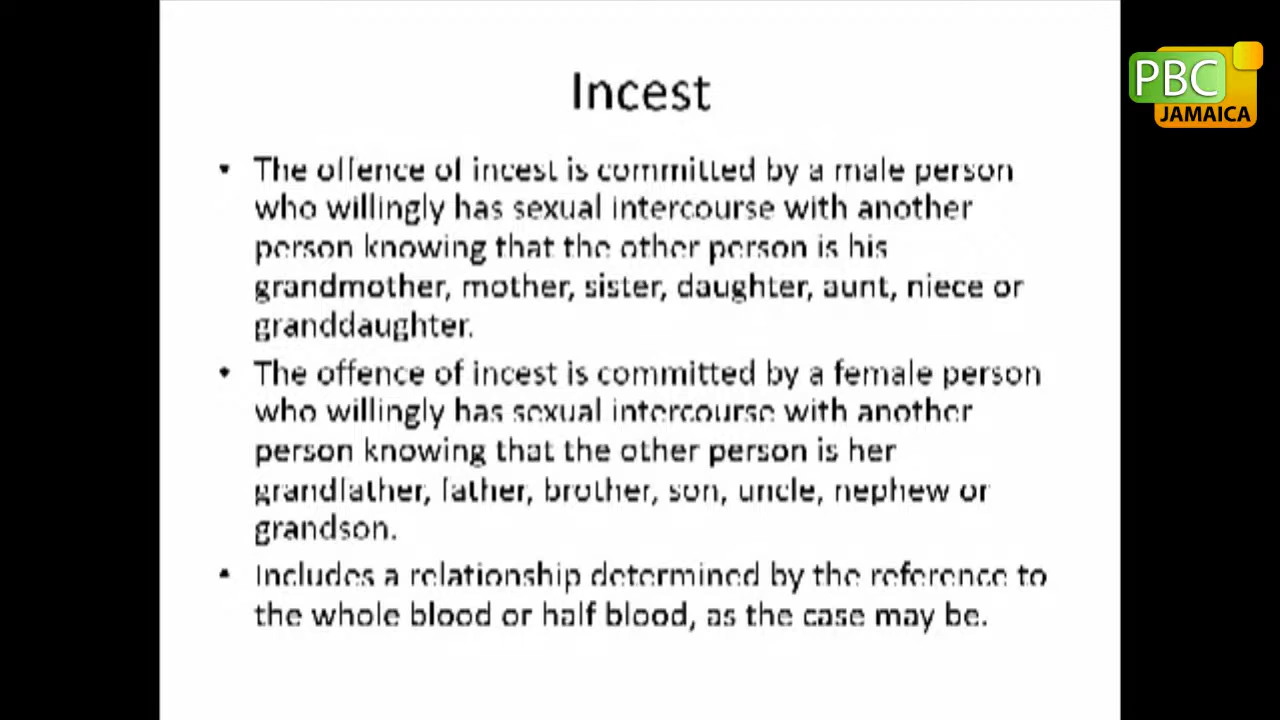 Incest
PBC
JAMAICA
• The offence of incest is committed by a male person
who willingly has sexual intercourse with another
person knowing that the other person is his
grandmother, mother, sister, daughter, aunt, niece or
granddaughter.
• The offence of incest is committed by a female person
who willingly has sexual intercourse with another
person knowing that the other person is her
grandfather, father, brother, son, uncle, nephew or
grandson.
• Includes a relationship determined by the reference to
the whole blood or half blood, as the case may be.